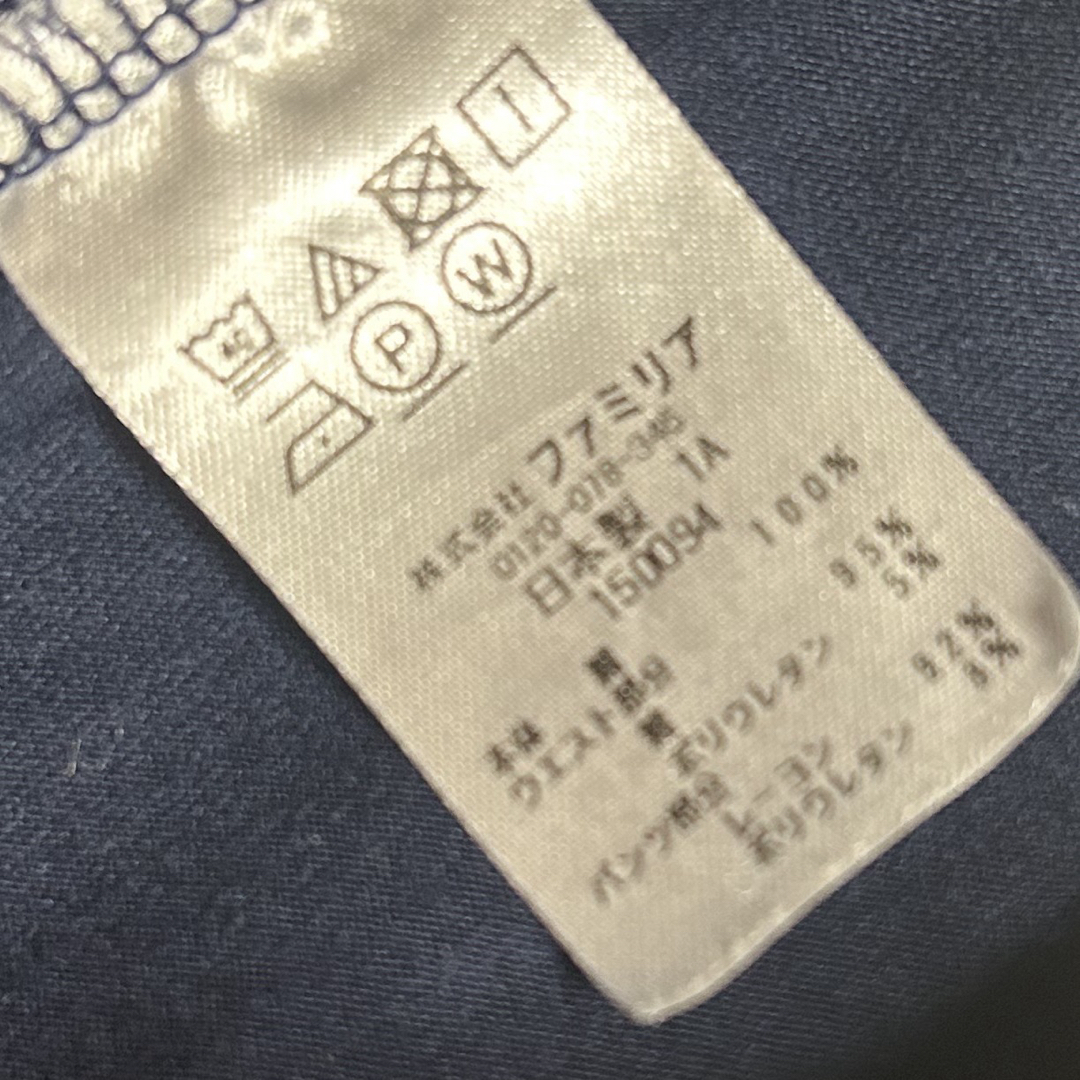 40
P
W
株式会社 ファミリア
0120-078-345
日本製 1A
150094
本体
綿 100%
ウエスト部分
綿 95%
ポリウレタン 5%
パンツ部分
レーヨン 92%
ポリウレタン 8%